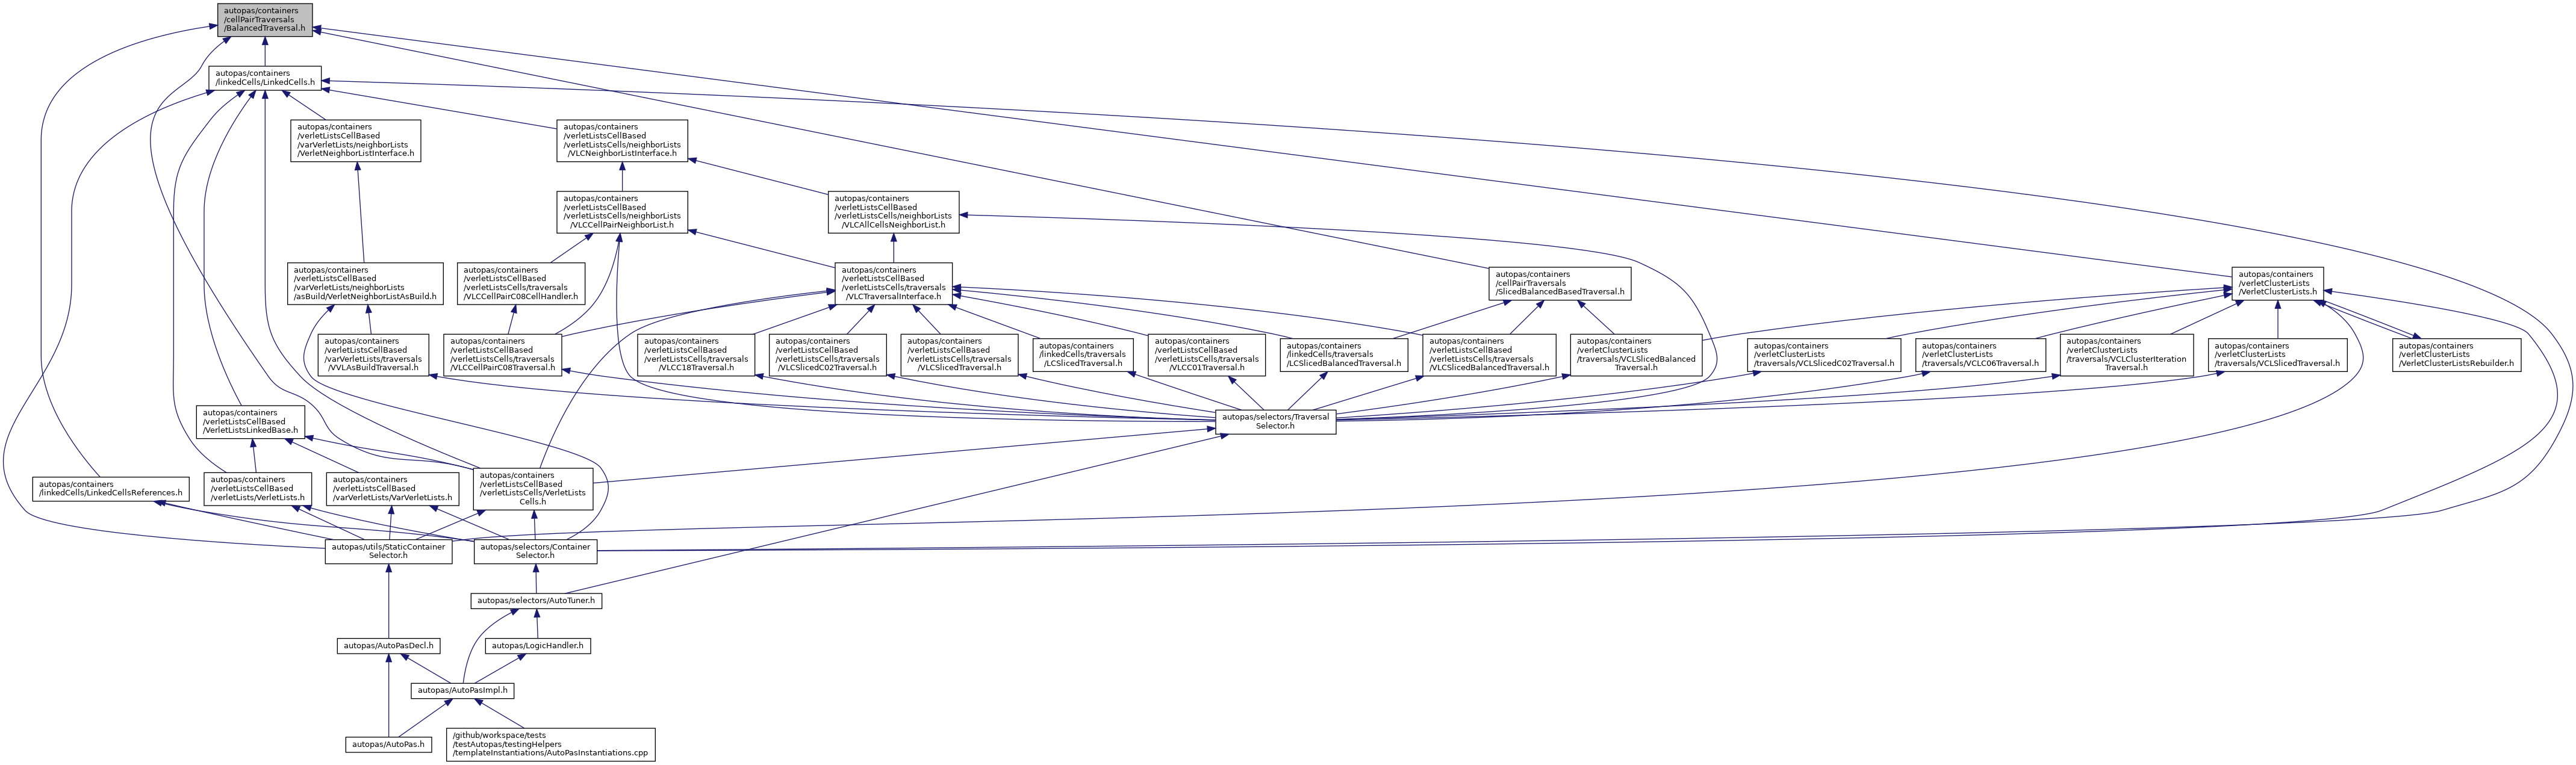 autopas/containers
/cellPairTraversals
/BalancedTraversal.h
autopas/containers
/linkedCells/LinkedCells.h
autopas/containers
/verletListsCellBased
/varVerletLists/neighborLists
/VerletNeighborListInterface.h
autopas/containers
/verletListsCellBased
/verletListsCells/neighborLists
/VLCNeighborListInterface.h
autopas/containers
/verletListsCellBased
/verletListsCells/neighborLists
/VLCCellPairNeighborList.h
autopas/containers
/verletListsCellBased
/verletListsCells/neighborLists
/VLCAllCellsNeighborList.h
autopas/containers
/verletListsCellBased
/varVerletLists/neighborLists
/asBuild/VerletNeighborListAsBuild.h
autopas/containers
/verletListsCellBased
/verletListsCells/traversals
/VLCCellPairC08CellHandler.h
autopas/containers
/verletListsCellBased
/verletListsCells/traversals
/VLCTraversalInterface.h
autopas/containers
/cellPairTraversals
/SlicedBalancedBasedTraversal.h
autopas/containers
/verletClusterLists
/VerletClusterLists.h
autopas/containers
/verletListsCellBased
/varVerletLists/traversals
/VVLAsBuildTraversal.h
autopas/containers
/verletListsCellBased
/verletListsCells/traversals
/VLCCellPairC08Traversal.h
autopas/containers
/verletListsCellBased
/verletListsCells/traversals
/VLCC18Traversal.h
autopas/containers
/verletListsCellBased
/verletListsCells/traversals
/VLCSlicedC02Traversal.h
autopas/containers
/verletListsCellBased
/verletListsCells/traversals
/VLCSlicedTraversal.h
autopas/containers
/linkedCells/traversals
/LCSlicedTraversal.h
autopas/containers
/verletListsCellBased
/verletListsCells/traversals
/VLCC01Traversal.h
autopas/containers
/linkedCells/traversals
/LCSlicedBalancedTraversal.h
autopas/containers
/verletListsCellBased
/verletListsCells/traversals
/VLCSlicedBalancedTraversal.h
autopas/containers
/verletClusterLists
/traversals/VCLSlicedBalanced
Traversal.h
autopas/containers
/verletClusterLists
/traversals/VCLSlicedC02Traversal.h
autopas/containers
/verletClusterLists
/traversals/VCLC06Traversal.h
autopas/containers
/verletClusterLists
/traversals/VCLClusterIteration
Traversal.h
autopas/containers
/verletClusterLists
/traversals/VCLSlicedTraversal.h
autopas/containers
/verletClusterLists
/VerletClusterListsRebuilder.h
autopas/containers
/verletListsCellBased
/VerletListsLinkedBase.h
autopas/selectors/Traversal
Selector.h
autopas/containers
/linkedCells/LinkedCellsReferences.h
autopas/containers
/verletListsCellBased
/verletLists/VerletLists.h
autopas/containers
/verletListsCellBased
/varVerletLists/VarVerletLists.h
autopas/containers
/verletListsCellBased
/verletListsCells/VerletLists
Cells.h
autopas/utils/StaticContainer
Selector.h
autopas/selectors/Container
Selector.h
autopas/selectors/AutoTuner.h
autopas/AutoPasDecl.h
autopas/LogicHandler.h
autopas/AutoPasImpl.h
autopas/AutoPas.h
/github/workspace/tests
/testAutopas/testingHelpers
/templateInstantiations/AutoPasInstantiations.cpp